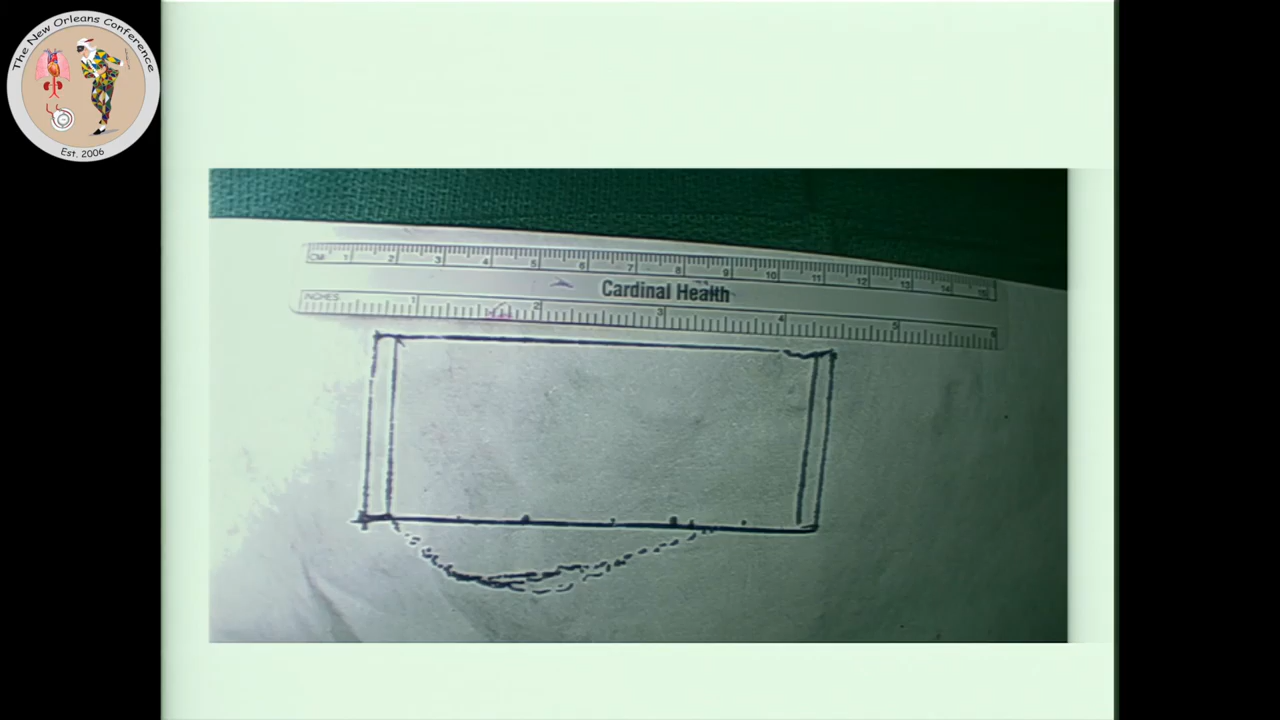 The New Orleans Conference
Est. 2006
CM 1 2 3 4 5 6 7 8 9 10 11 12 13 14 15
Cardinal Health
INCHES 1 2 3 4 5 6